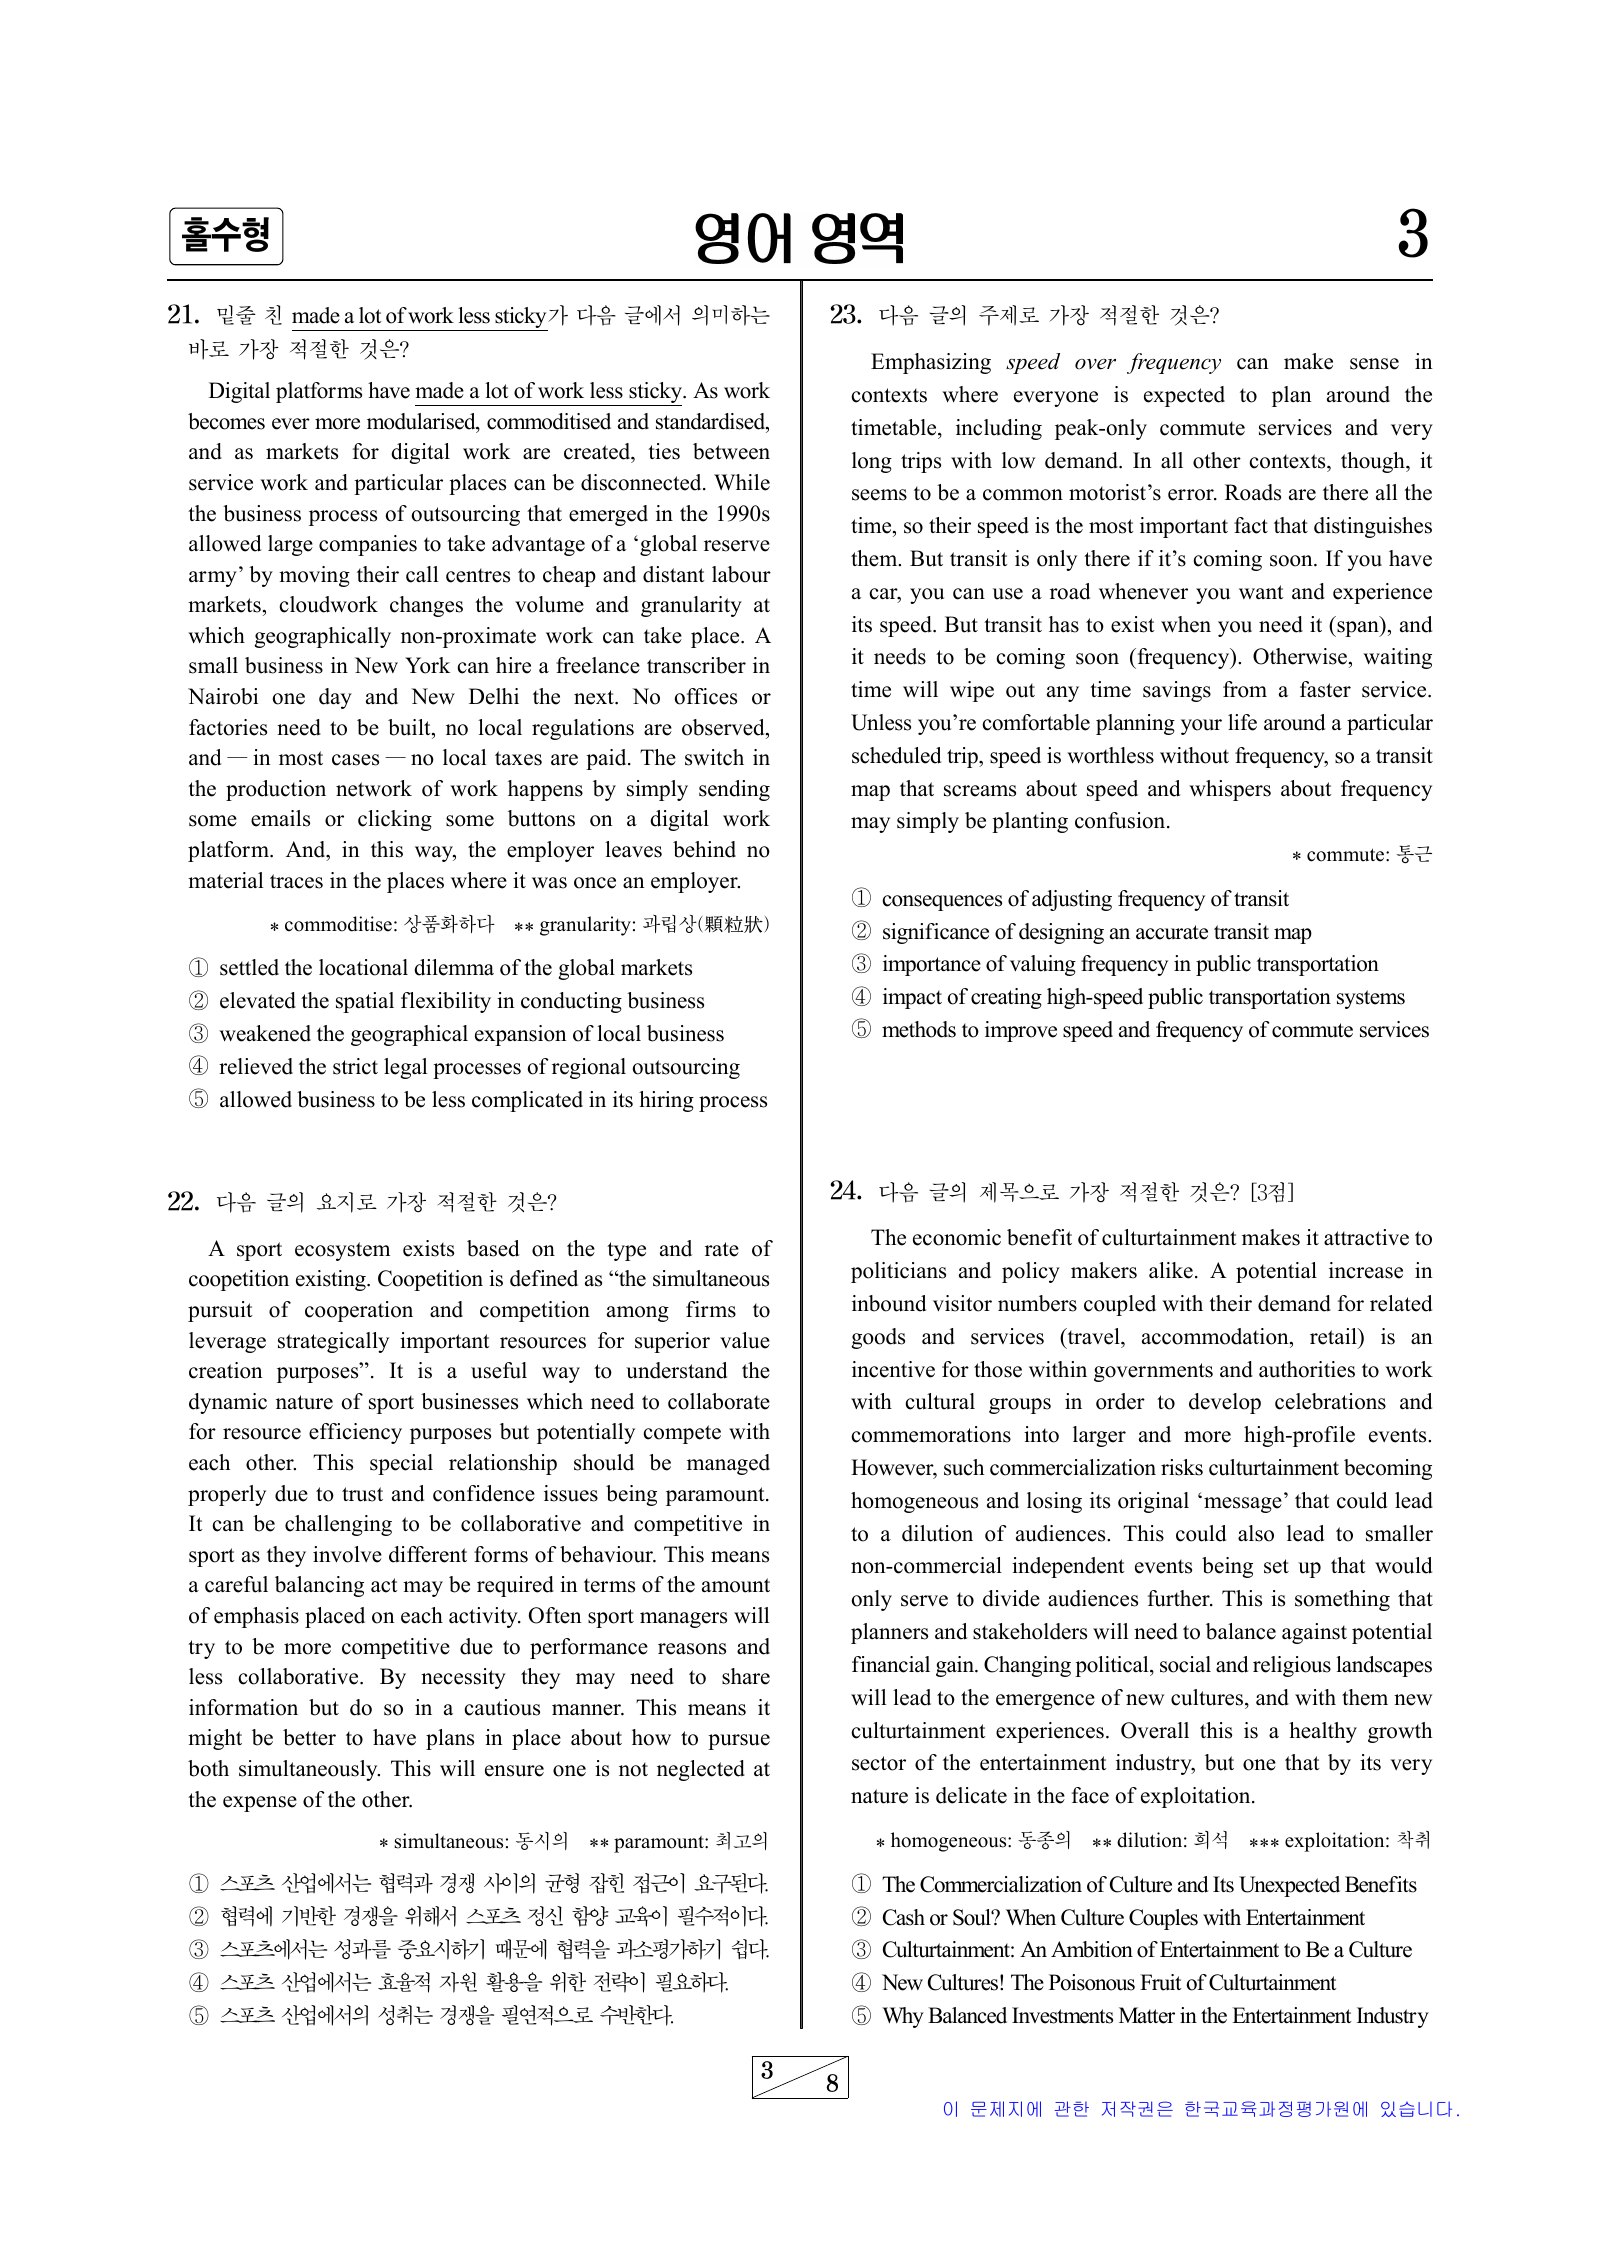 홀수형
영어 영역
3
21. 밑줄 친 made a lot of work less sticky가 다음 글에서 의미하는
바로 가장 적절한 것은?
Digital platforms have made a lot of work less sticky. As work
becomes ever more modularised, commoditised and standardised,
and as markets for digital work are created, ties between
service work and particular places can be disconnected. While
the business process of outsourcing that emerged in the 1990s
allowed large companies to take advantage of a ‘global reserve
army’ by moving their call centres to cheap and distant labour
markets, cloudwork changes the volume and granularity at
which geographically non-proximate work can take place. A
small business in New York can hire a freelance transcriber in
Nairobi one day and New Delhi the next. No offices or
factories need to be built, no local regulations are observed,
and — in most cases — no local taxes are paid. The switch in
the production network of work happens by simply sending
some emails or clicking some buttons on a digital work
platform. And, in this way, the employer leaves behind no
material traces in the places where it was once an employer.
* commoditise: 상품화하다 ** granularity: 과립상(顆粒狀)
① settled the locational dilemma of the global markets
② elevated the spatial flexibility in conducting business
③ weakened the geographical expansion of local business
④ relieved the strict legal processes of regional outsourcing
⑤ allowed business to be less complicated in its hiring process
22. 다음 글의 요지로 가장 적절한 것은?
A sport ecosystem exists based on the type and rate of
coopetition existing. Coopetition is defined as “the simultaneous
pursuit of cooperation and competition among firms to
leverage strategically important resources for superior value
creation purposes”. It is a useful way to understand the
dynamic nature of sport businesses which need to collaborate
for resource efficiency purposes but potentially compete with
each other. This special relationship should be managed
properly due to trust and confidence issues being paramount.
It can be challenging to be collaborative and competitive in
sport as they involve different forms of behaviour. This means
a careful balancing act may be required in terms of the amount
of emphasis placed on each activity. Often sport managers will
try to be more competitive due to performance reasons and
less collaborative. By necessity they may need to share
information but do so in a cautious manner. This means it
might be better to have plans in place about how to pursue
both simultaneously. This will ensure one is not neglected at
the expense of the other.
* simultaneous: 동시의 ** paramount: 최고의
① 스포츠 산업에서는 협력과 경쟁 사이의 균형 잡힌 접근이 요구된다.
② 협력에 기반한 경쟁을 위해서 스포츠 정신 함양 교육이 필수적이다.
③ 스포츠에서는 성과를 중요시하기 때문에 협력을 과소평가하기 쉽다.
④ 스포츠 산업에서는 효율적 자원 활용을 위한 전략이 필요하다.
⑤ 스포츠 산업에서의 성취는 경쟁을 필연적으로 수반한다.
23. 다음 글의 주제로 가장 적절한 것은?
Emphasizing speed over frequency can make sense in
contexts where everyone is expected to plan around the
timetable, including peak-only commute services and very
long trips with low demand. In all other contexts, though, it
seems to be a common motorist’s error. Roads are there all the
time, so their speed is the most important fact that distinguishes
them. But transit is only there if it’s coming soon. If you have
a car, you can use a road whenever you want and experience
its speed. But transit has to exist when you need it (span), and
it needs to be coming soon (frequency). Otherwise, waiting
time will wipe out any time savings from a faster service.
Unless you’re comfortable planning your life around a particular
scheduled trip, speed is worthless without frequency, so a transit
map that screams about speed and whispers about frequency
may simply be planting confusion.
* commute: 통근
① consequences of adjusting frequency of transit
② significance of designing an accurate transit map
③ importance of valuing frequency in public transportation
④ impact of creating high-speed public transportation systems
⑤ methods to improve speed and frequency of commute services
24. 다음 글의 제목으로 가장 적절한 것은? [3점]
The economic benefit of culturtainment makes it attractive to
politicians and policy makers alike. A potential increase in
inbound visitor numbers coupled with their demand for related
goods and services (travel, accommodation, retail) is an
incentive for those within governments and authorities to work
with cultural groups in order to develop celebrations and
commemorations into larger and more high-profile events.
However, such commercialization risks culturtainment becoming
homogeneous and losing its original ‘message’ that could lead
to a dilution of audiences. This could also lead to smaller
non-commercial independent events being set up that would
only serve to divide audiences further. This is something that
planners and stakeholders will need to balance against potential
financial gain. Changing political, social and religious landscapes
will lead to the emergence of new cultures, and with them new
culturtainment experiences. Overall this is a healthy growth
sector of the entertainment industry, but one that by its very
nature is delicate in the face of exploitation.
* homogeneous: 동종의 ** dilution: 희석 *** exploitation: 착취
① The Commercialization of Culture and Its Unexpected Benefits
② Cash or Soul? When Culture Couples with Entertainment
③ Culturtainment: An Ambition of Entertainment to Be a Culture
④ New Cultures! The Poisonous Fruit of Culturtainment
⑤ Why Balanced Investments Matter in the Entertainment Industry
3
8
이 문제지에 관한 저작권은 한국교육과정평가원에 있습니다.